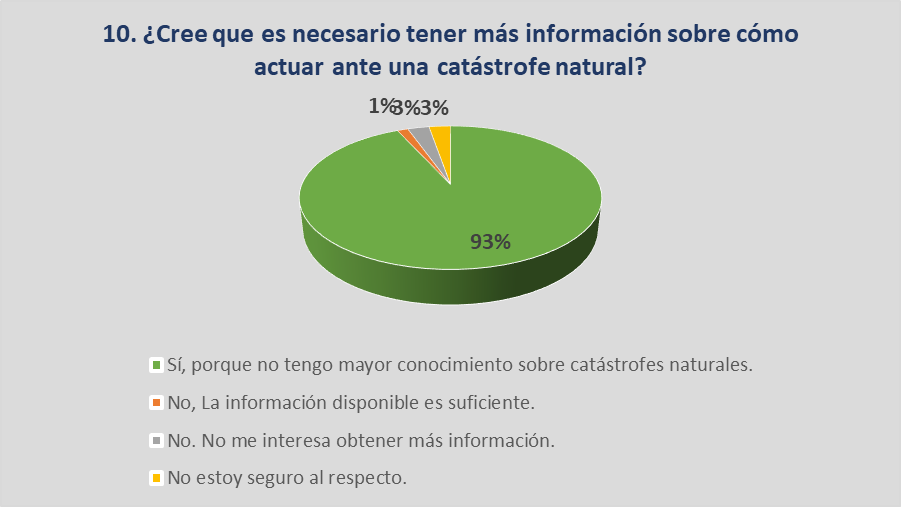 10. ¿Cree que es necesario tener más información sobre cómo
actuar ante una catástrofe natural?
1% 3% 3%
93%
Sí, porque no tengo mayor conocimiento sobre catástrofes naturales.
No, La información disponible es suficiente.
No. No me interesa obtener más información.
No estoy seguro al respecto.